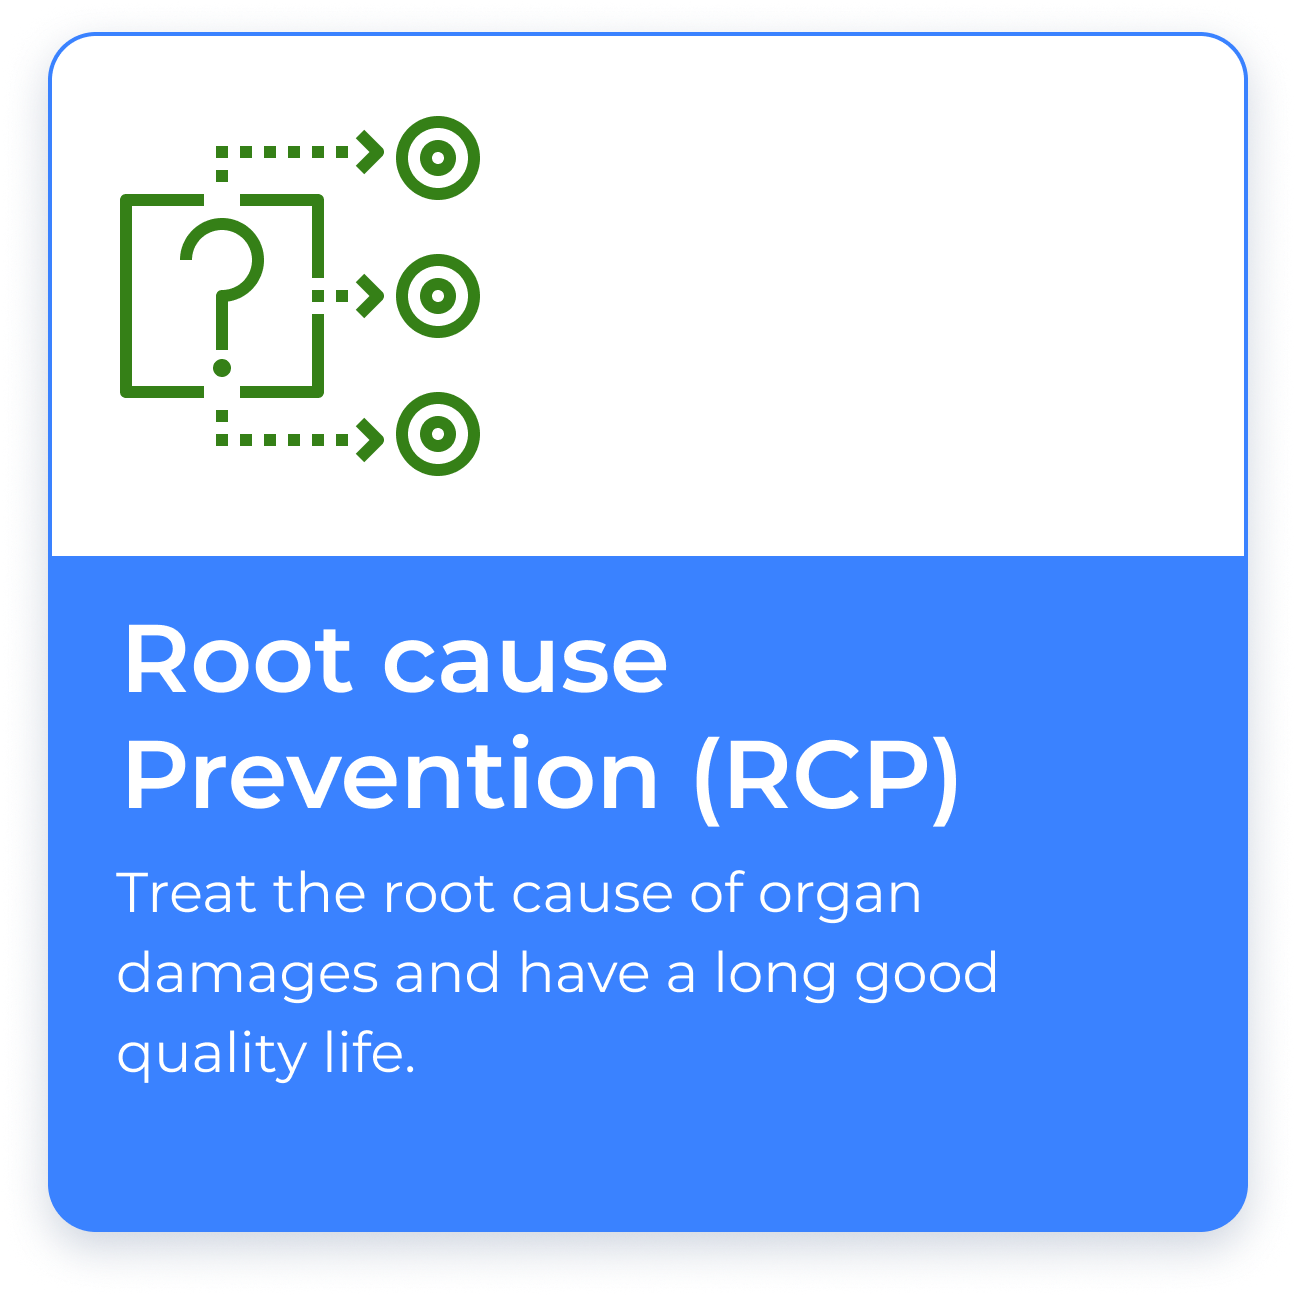 Root cause
Prevention (RCP)
Treat the root cause of organ
damages and have a long good
quality life.